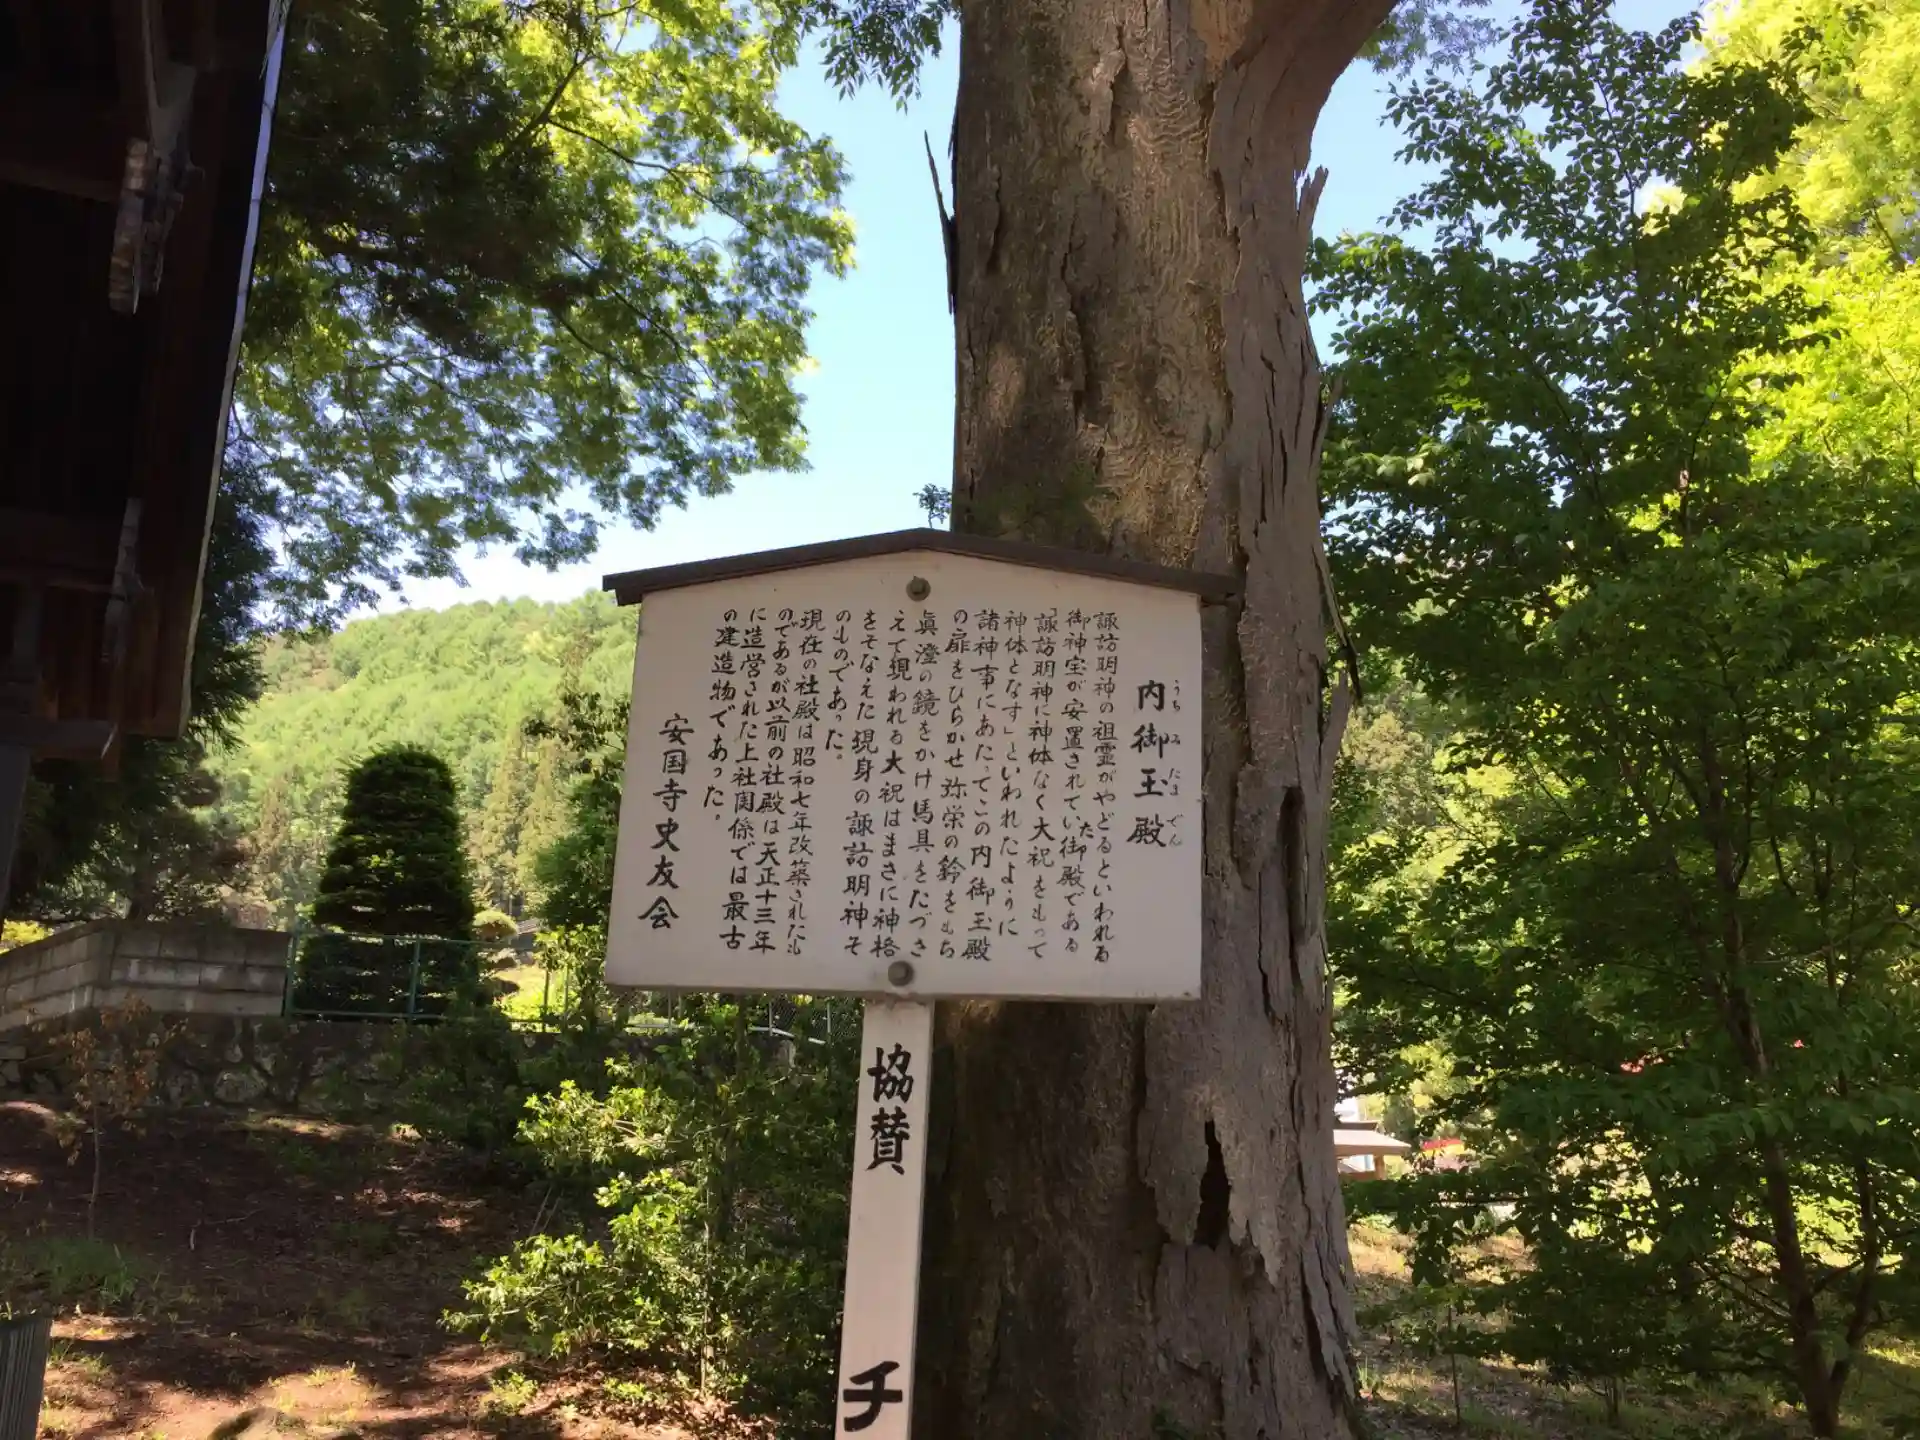 内御玉殿
うちみたまでん
諏訪明神の祖霊がやどるといわれる
御神宝が安置されてい御殿である
た
「諏訪明神に神体なく大祝をもって
神体となす」といわれたように
諸神事にあたってこの内御玉殿
の扉をひらかせ弥栄の鈴をもち
眞澄の鏡をかけ馬具をたづさ
えて現われる大祝はまさに神格
をそなえた現身の諏訪明神そ
のものであった。
現在の社殿は昭和七年改築されたも
のであるが以前の社殿は天正十三年
に造営された上社関係では最古
の建造物であった。
安国寺史友会
協賛
チ